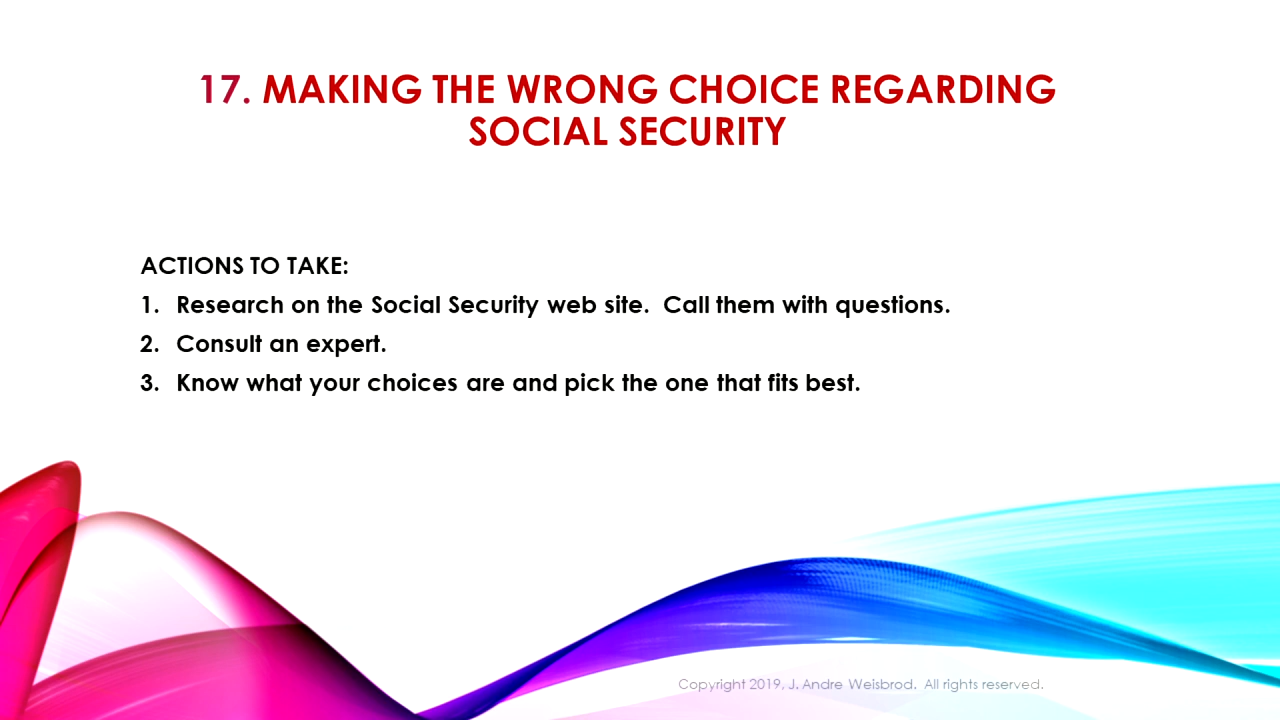 17. MAKING THE WRONG CHOICE REGARDING
SOCIAL SECURITY
ACTIONS TO TAKE:
1. Research on the Social Security web site.  Call them with questions.
2. Consult an expert.
3. Know what your choices are and pick the one that fits best.
Copyright 2019, J. Andre Weisbrod.  All rights reserved.